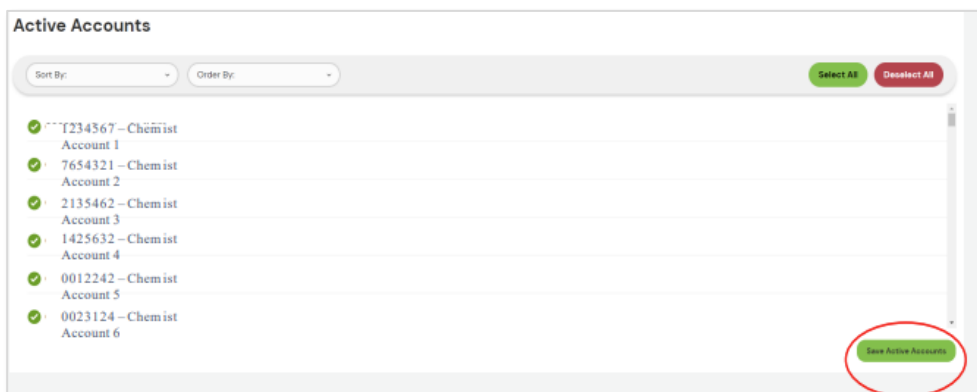 Active Accounts
Sort By:
Order By:
Select All
Deselect All
1234567 – Chemist
Account 1
7654321 – Chemist
Account 2
2135462 – Chemist
Account 3
1425632 – Chemist
Account 4
0012242 – Chemist
Account 5
0023124 – Chemist
Account 6
Save Active Accounts